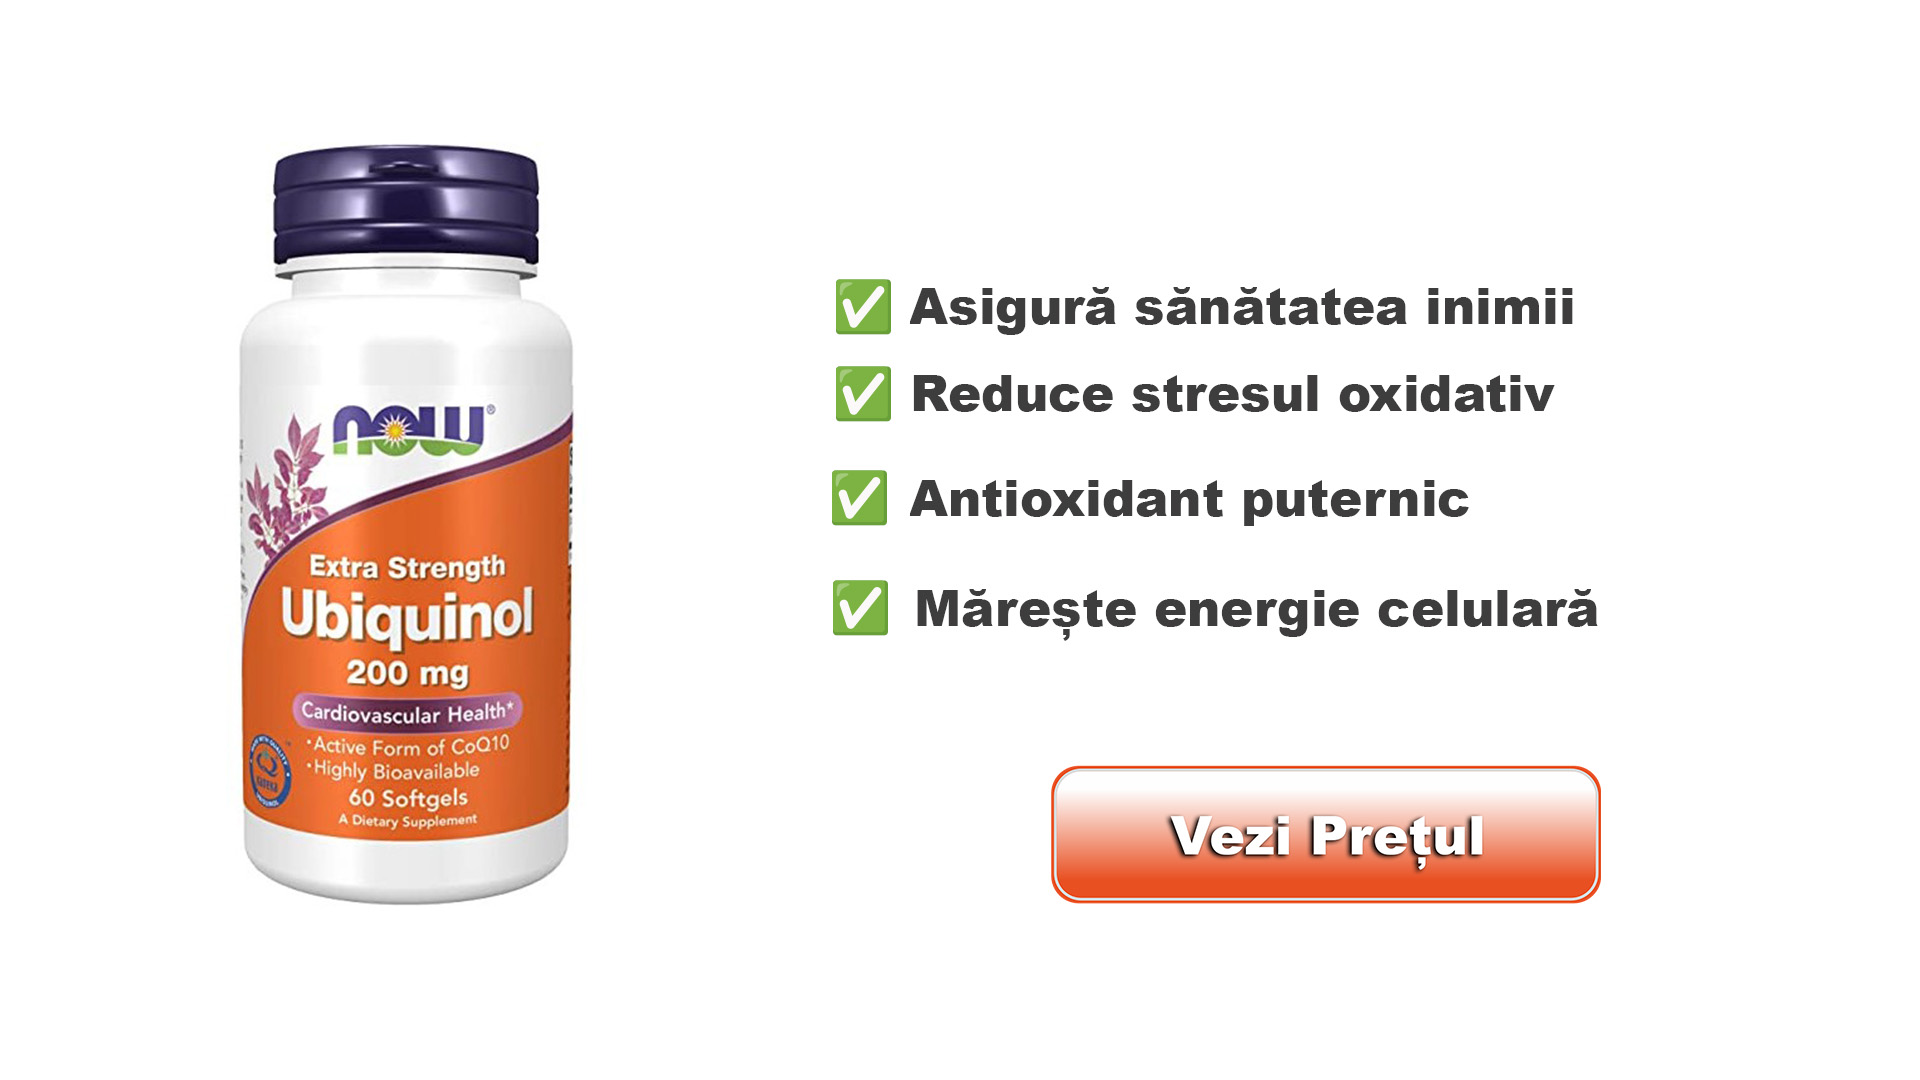 now®
Extra Strength
Ubiquinol
200 mg
Cardiovascular Health*
•Active Form of CoQ10
•Highly Bioavailable
60 Softgels
A Dietary Supplement
✅ Asigură sănătatea inimii
✅ Reduce stresul oxidativ
✅ Antioxidant puternic
✅ Mărește energie celulară
Vezi Prețul